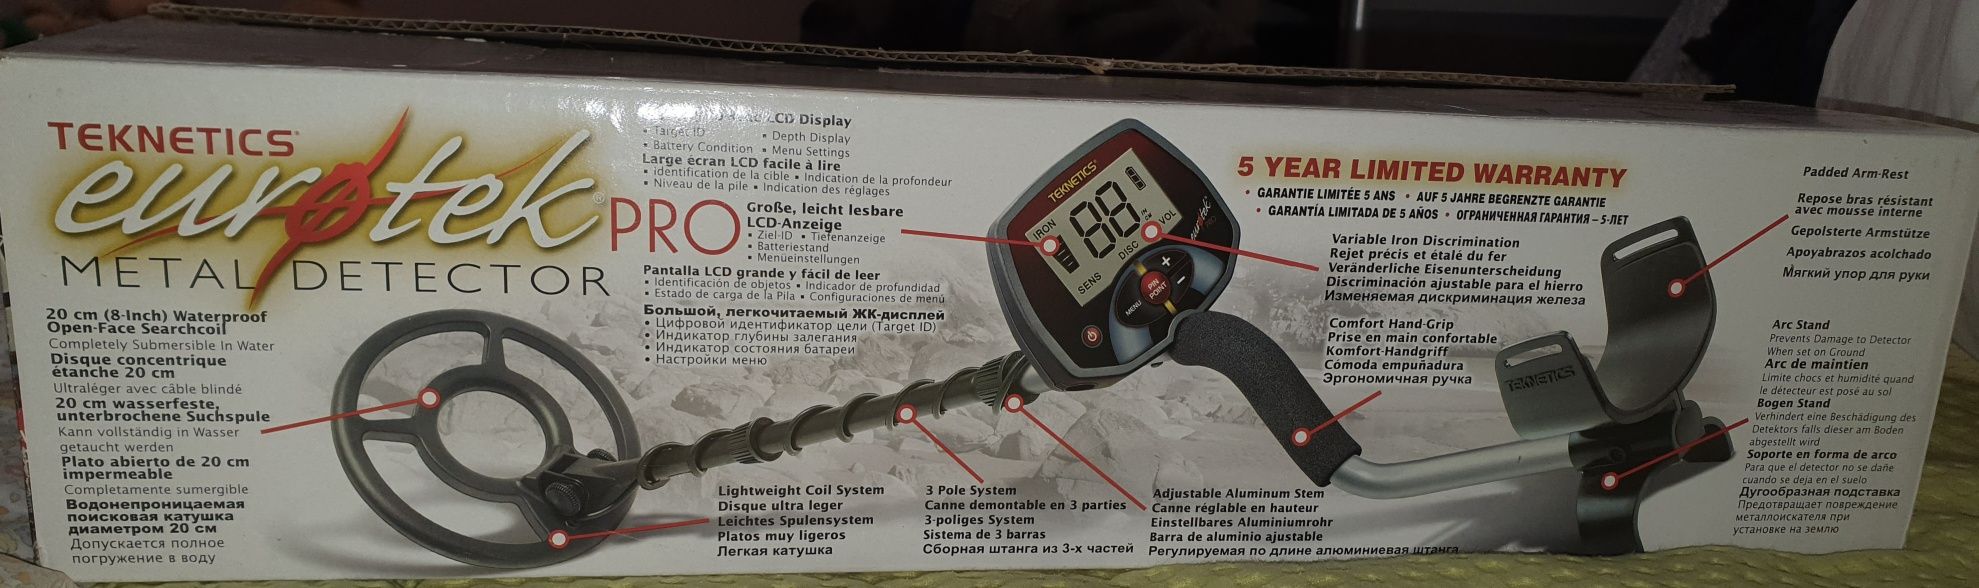 TEKNETICS
eurotek®
PRO
METAL DETECTOR
20 cm (8-Inch) Waterproof
Open-Face Searchcoil
Completely Submersible In Water
Disque concentrique
étanche 20 cm
Ultraléger avec câble blindé
20 cm wasserfeste,
unterbrochene Suchspule
Kann vollständig in Wasser
getaucht werden
Plato abierto de 20 cm
impermeable
Completamente sumergible
Водонепроницаемая
поисковая катушка
диаметром 20 см
Допускается полное
погружение в воду
LCD Display
• Target ID • Depth Display
• Battery Condition • Menu Settings
Large écran LCD facile à lire
• identification de la cible • Indication de la profondeur
• Niveau de la pile • Indication des réglages
Große, leicht lesbare
LCD-Anzeige
• Ziel-ID • Tiefenanzeige
• Batteriestand
• Menüeinstellungen
Pantalla LCD grande y fácil de leer
• Identificación de objetos • Indicador de profundidad
• Estado de carga de la Pila • Configuraciones de menú
Большой, легкочитаемый ЖК-дисплей
• Цифровой идентификатор цели (Target ID)
• Индикатор глубины залегания
• Индикатор состояния батареи
• Настройки меню
TEKNETICS
IRON
88
IN
CM
VOL
SENS
DISC
eurotek
PRO
+
PIN
POINT
–
MENU
5 YEAR LIMITED WARRANTY
• GARANTIE LIMITÉE 5 ANS • AUF 5 JAHRE BEGRENZTE GARANTIE
• GARANTÍA LIMITADA DE 5 AÑOS • ОГРАНИЧЕННАЯ ГАРАНТИЯ – 5-ЛЕТ
Variable Iron Discrimination
Rejet précis et étalé du fer
Veränderliche Eisenunterscheidung
Discriminación ajustable para el hierro
Изменяемая дискриминация железа
Comfort Hand-Grip
Prise en main confortable
Komfort-Handgriff
Cómoda empuñadura
Эргономичная ручка
Padded Arm-Rest
Repose bras résistant
avec mousse interne
Gepolsterte Armstütze
Apoyabrazos acolchado
Мягкий упор для руки
TEKNETICS
Arc Stand
Prevents Damage to Detector
When set on Ground
Arc de maintien
Limite chocs et humidité quand
le détecteur est posé au sol
Bogen Stand
Verhindert eine Beschädigung des
Detektors falls dieser am Boden
abgestellt wird
Soporte en forma de arco
Para que el detector no se dañe
cuando se deja en el suelo
Дугообразная подставка
Предотвращает повреждение
металлоискателя при
установке на землю
Lightweight Coil System
Disque ultra leger
Leichtes Spulensystem
Platos muy ligeros
Легкая катушка
3 Pole System
Canne demontable en 3 parties
3-poliges System
Sistema de 3 barras
Сборная штанга из 3-х частей
Adjustable Aluminum Stem
Canne réglable en hauteur
Einstellbares Aluminiumrohr
Barra de aluminio ajustable
Регулируемая по длине алюминиевая штанга